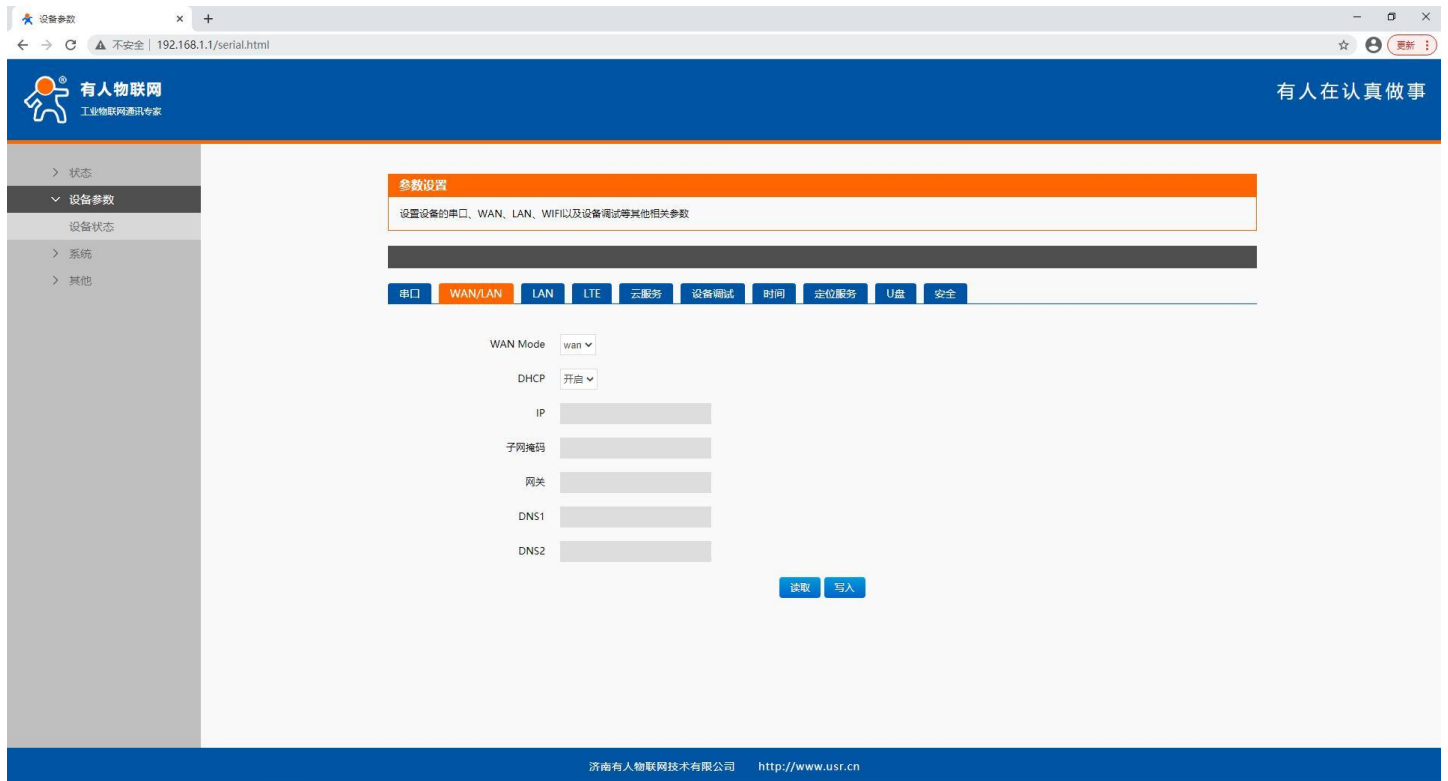 设备参数
不安全 | 192.168.1.1/serial.html
更新
有人物联网®
工业物联网通讯专家
有人在认真做事
状态
设备参数
设备状态
系统
其他
参数设置
设置设备的串口、WAN、LAN、WIFI以及设备调试等其他相关参数
串口 WAN/LAN LAN LTE 云服务 设备调试 时间 定位服务 U盘 安全
WAN Mode wan
DHCP 开启
IP
子网掩码
网关
DNS1
DNS2
读取 写入
济南有人物联网技术有限公司 http://www.usr.cn